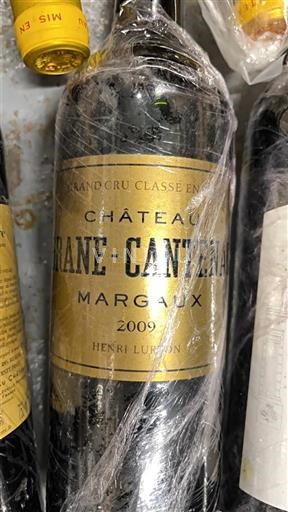 MIS EN
GRAND CRU CLASSÉ EN
CHÂTEAU
RANE-CANTENA
MARGAUX
2009
HENRI LURTON